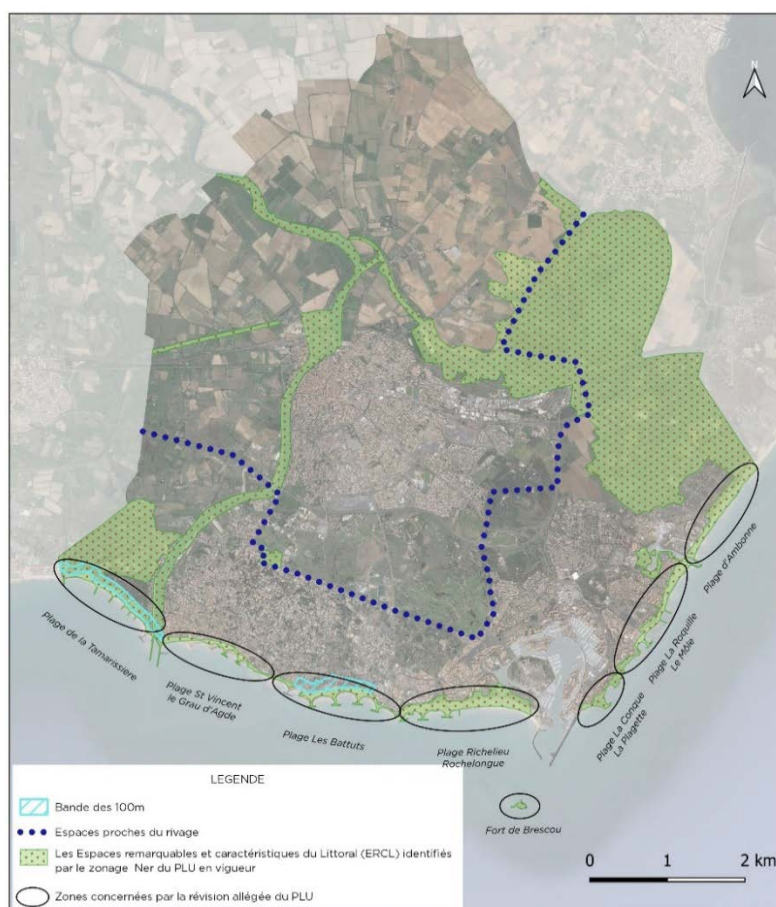 N
Plage d'Ambonne
Plage La Roquille
Le Môle
Plage La Conque
La Plagette
Plage de la Tamarissiere
Plage St Vincent
le Grau d'Agde
Plage Les Battuts
Plage Richelieu
Rochelongue
Fort de Brescou
LEGENDE
Bande des 100m
Espaces proches du rivage
Les Espaces remarquables et caractéristiques du Littoral (ERCL) identifiés
par le zonage Ner du PLU en vigueur
Zones concernées par la révision allégée du PLU
0 1 2 km